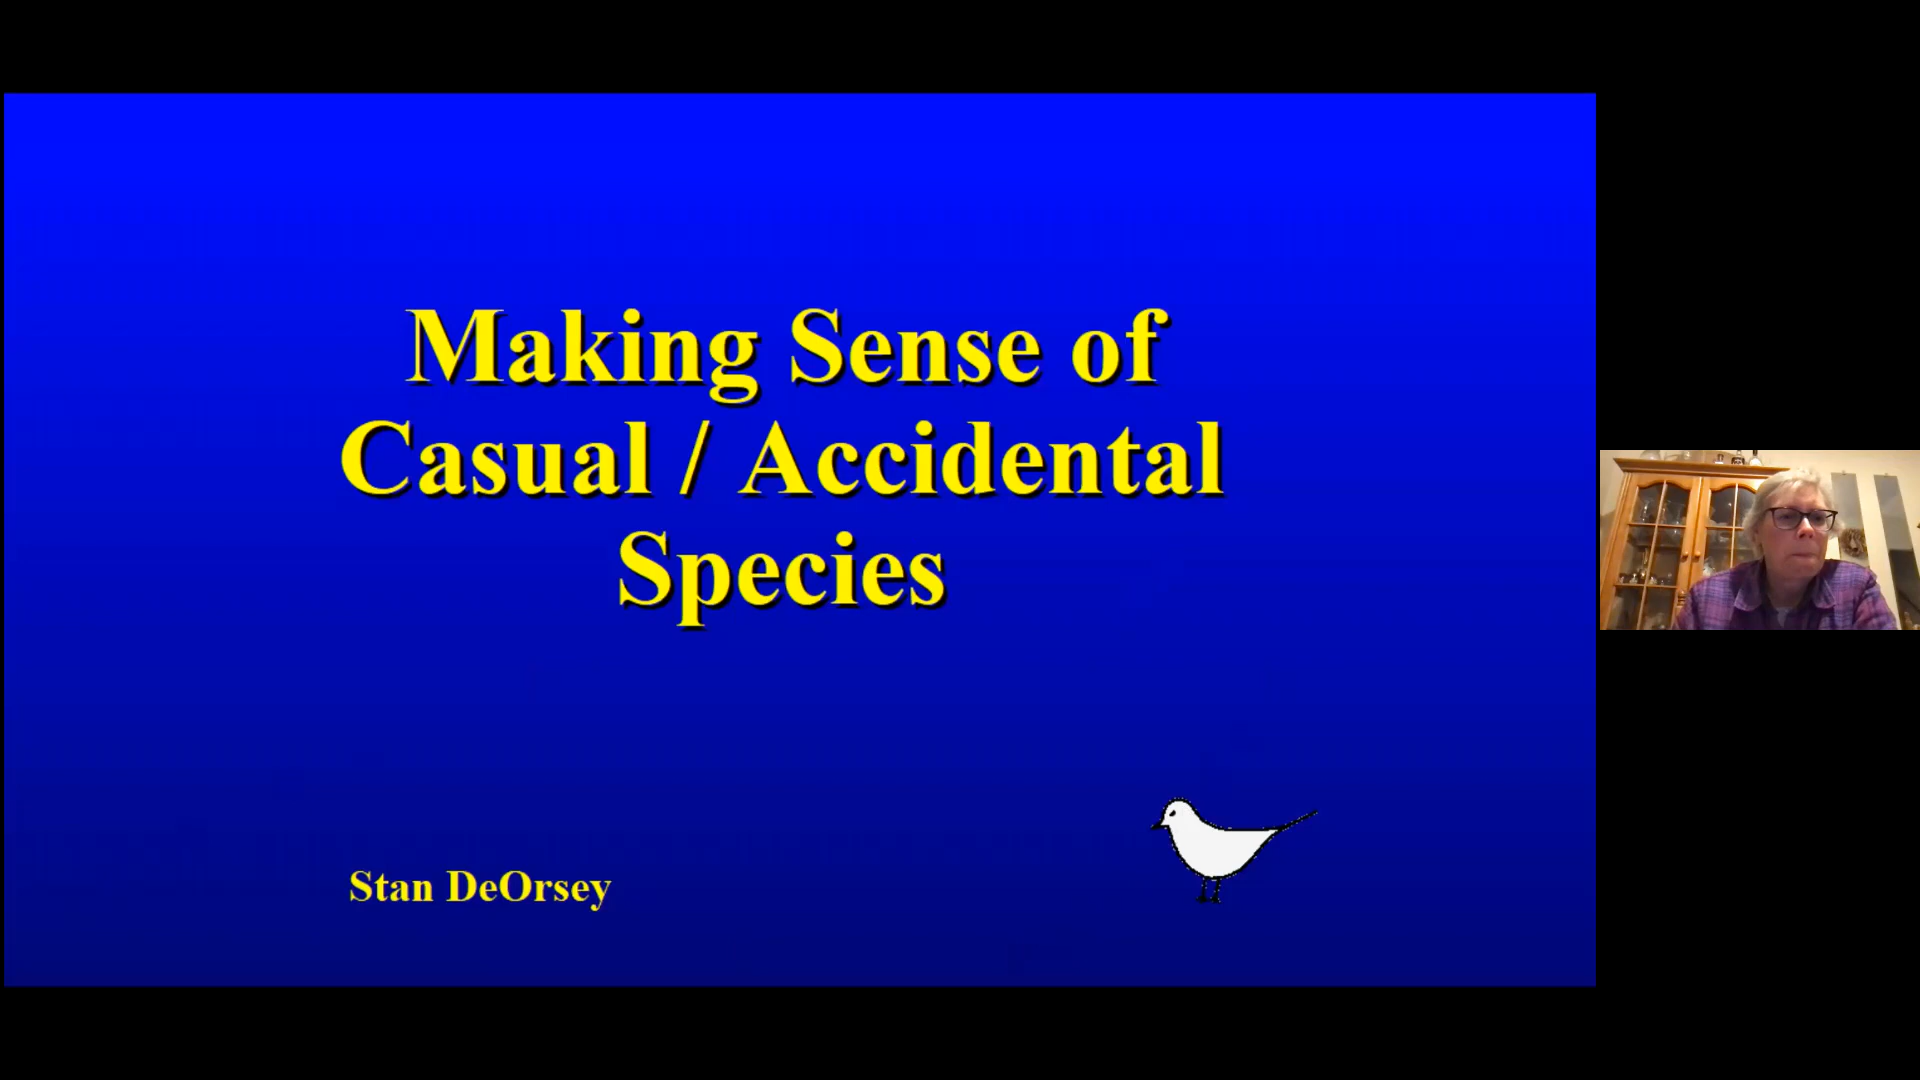 Making Sense of
Casual / Accidental
Species
Stan DeOrsey